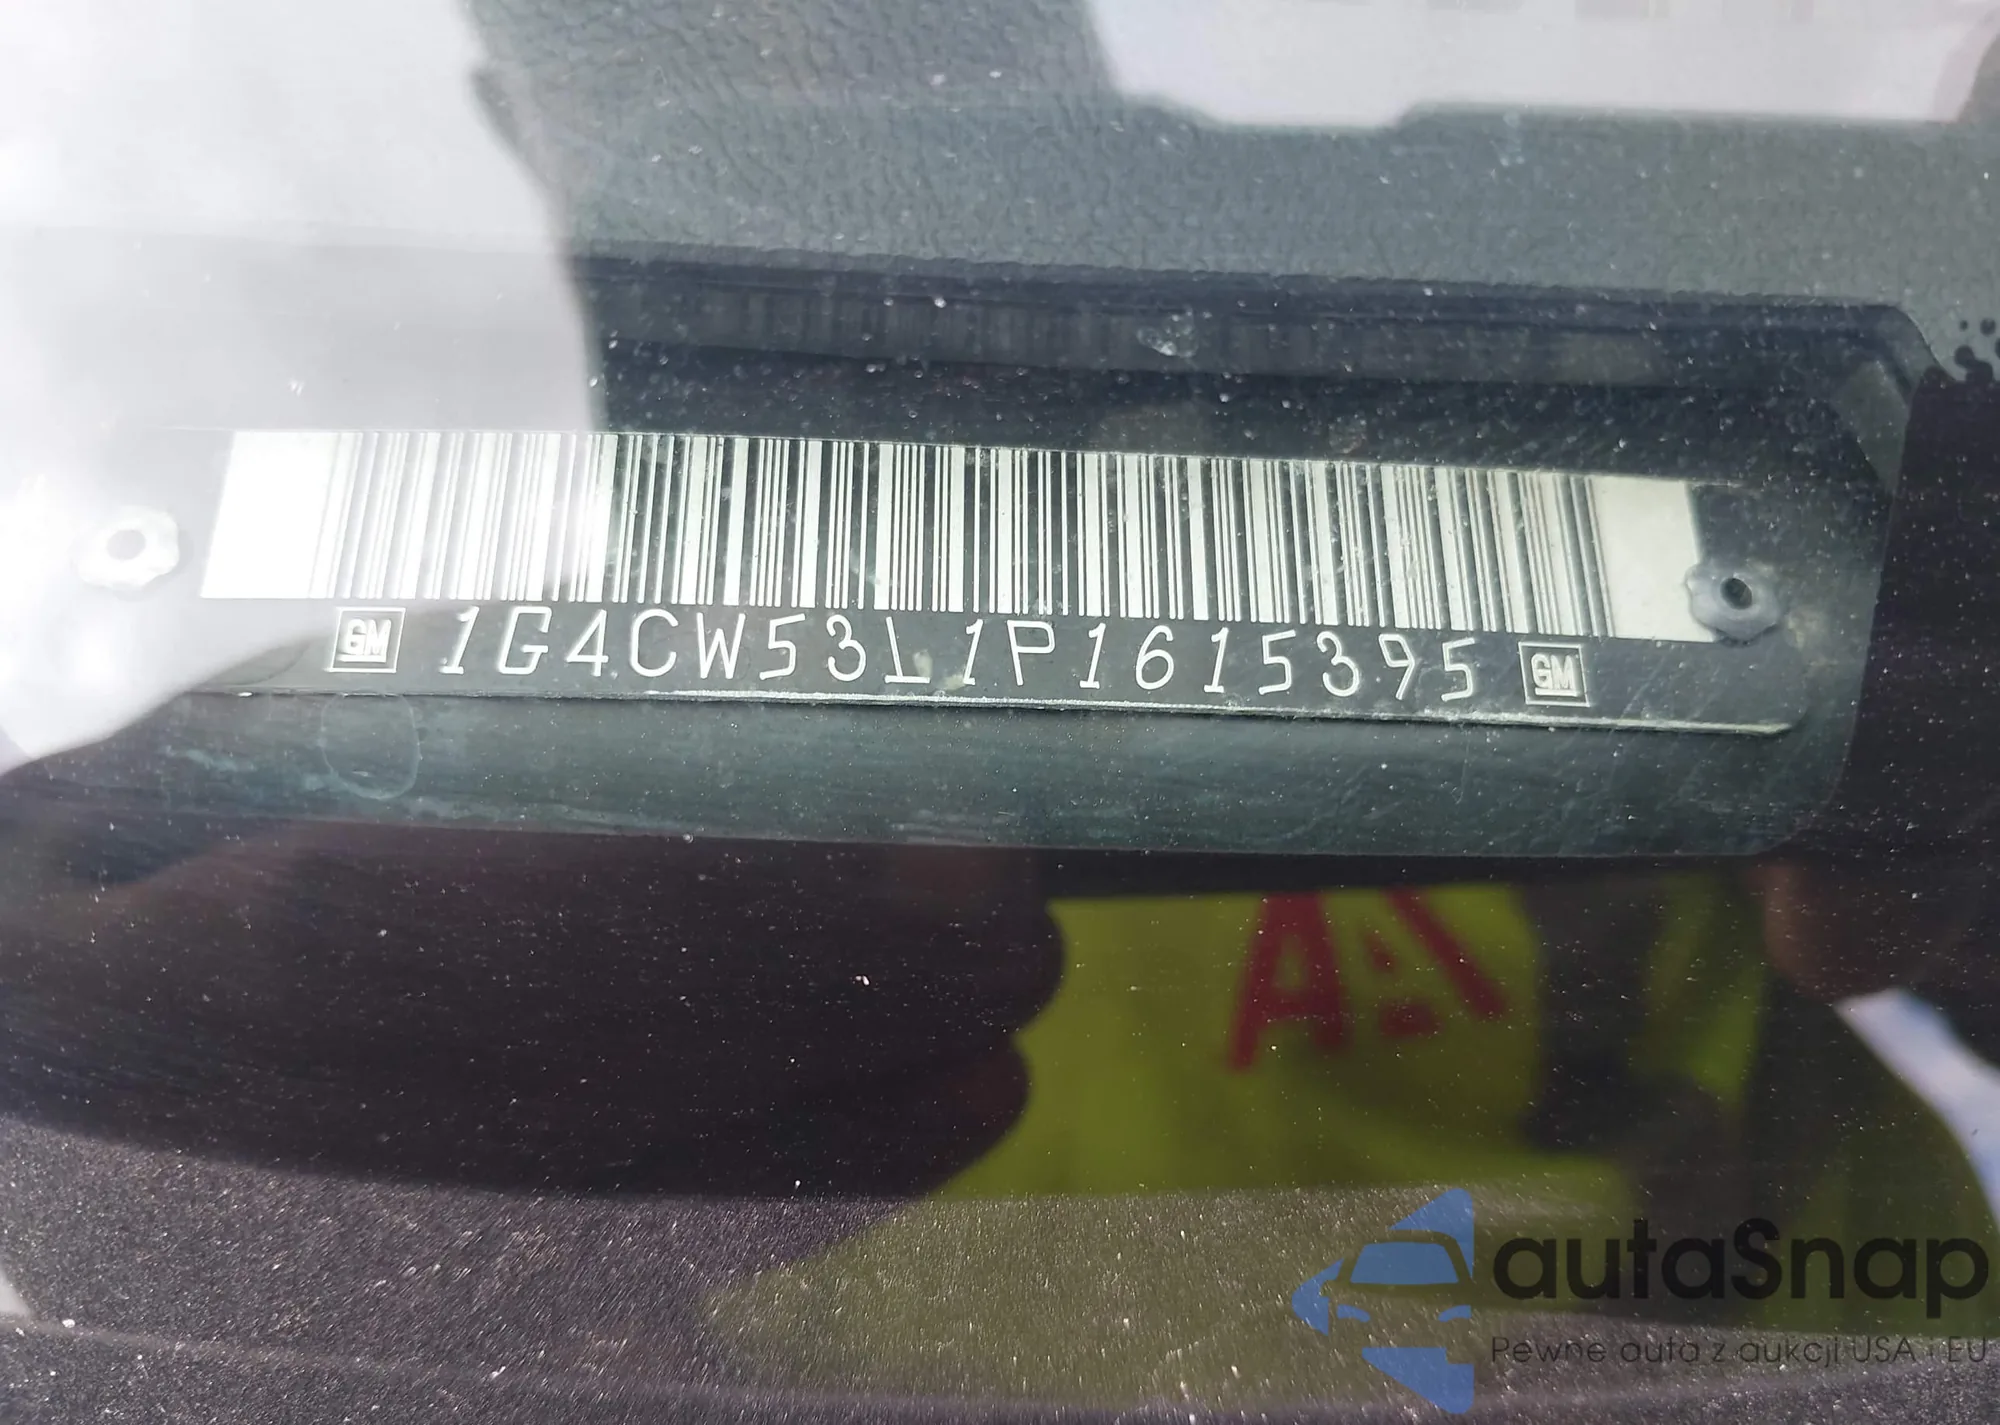 GM 1G4CW53L1P1615395 GM
autaSnap
Pewne auta z aukcji USA i EU